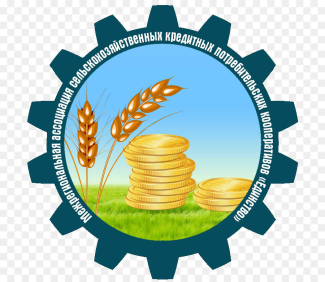 Межрегиональная ассоциация сельскохозяйственных кредитных потребительских кооперативов «Единство»